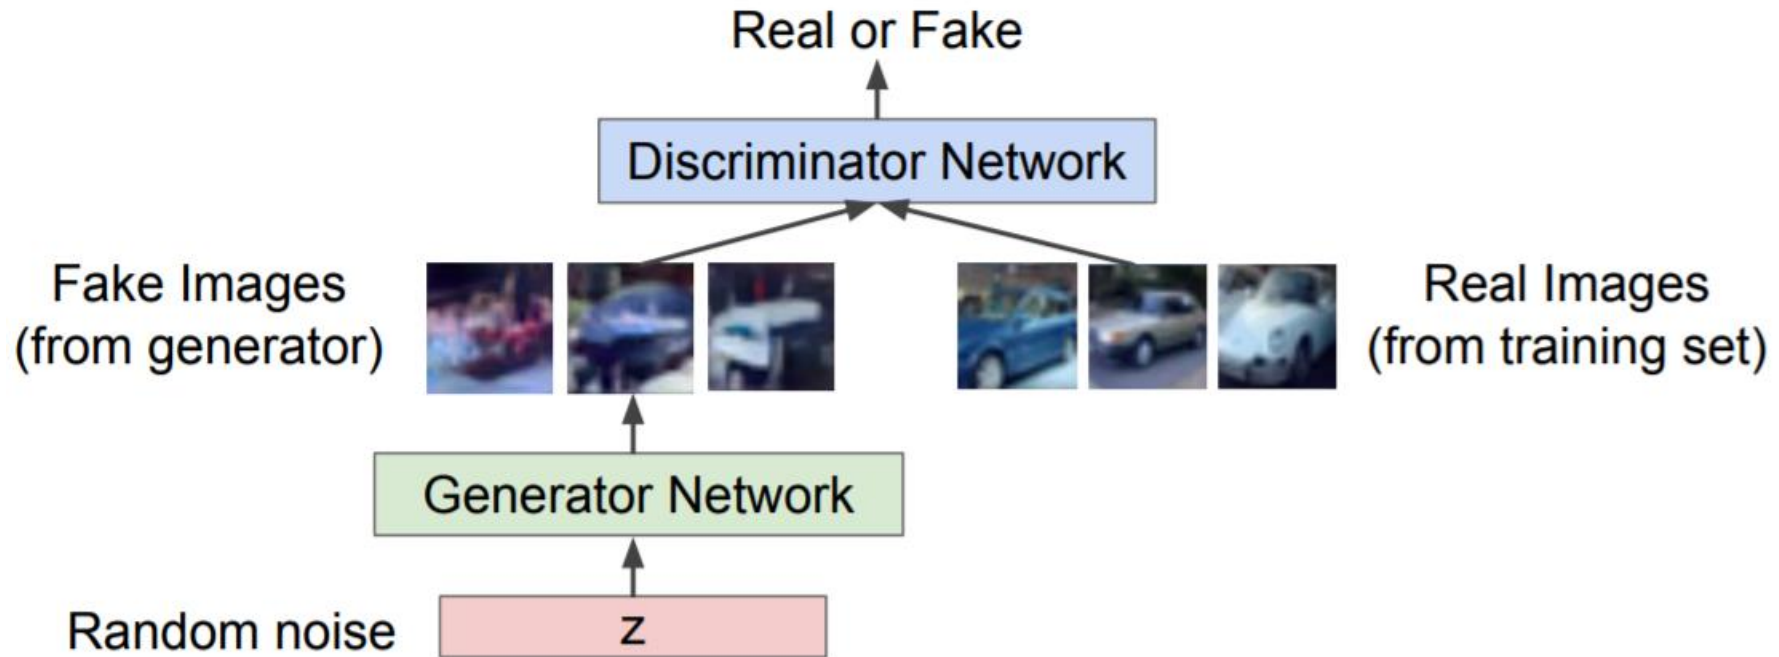 Real or Fake
Discriminator Network
Fake Images
(from generator)
Real Images
(from training set)
Generator Network
Random noise
z